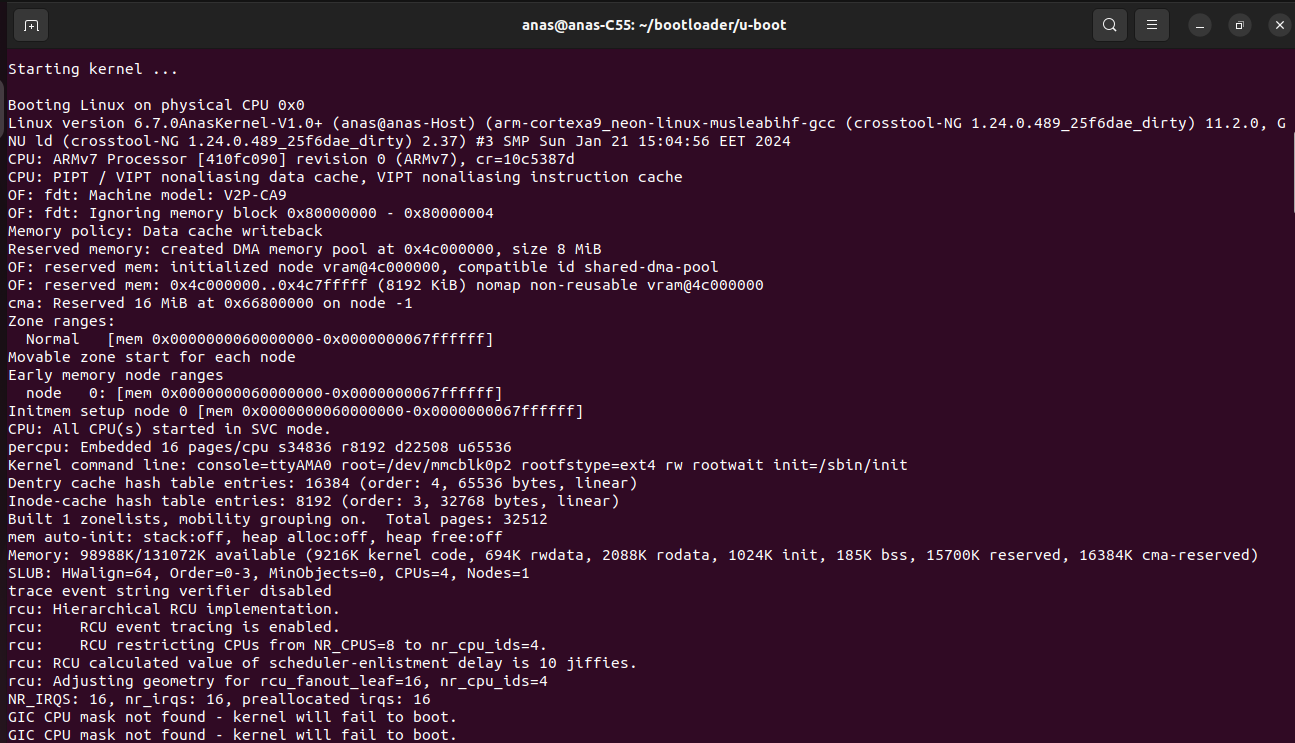 anas@anas-C55: ~/bootloader/u-boot
Starting kernel ...
Booting Linux on physical CPU 0x0
Linux version 6.7.0AnasKernel-V1.0+ (anas@anas-Host) (arm-cortexa9_neon-linux-musleabihf-gcc (crosstool-NG 1.24.0.489_25f6dae_dirty) 11.2.0, G
NU ld (crosstool-NG 1.24.0.489_25f6dae_dirty) 2.37) #3 SMP Sun Jan 21 15:04:56 EET 2024
CPU: ARMv7 Processor [410fc090] revision 0 (ARMv7), cr=10c5387d
CPU: PIPT / VIPT nonaliasing data cache, VIPT nonaliasing instruction cache
OF: fdt: Machine model: V2P-CA9
OF: fdt: Ignoring memory block 0x80000000 - 0x80000004
Memory policy: Data cache writeback
Reserved memory: created DMA memory pool at 0x4c000000, size 8 MiB
OF: reserved mem: initialized node vram@4c000000, compatible id shared-dma-pool
OF: reserved mem: 0x4c000000..0x4c7fffff (8192 KiB) nomap non-reusable vram@4c000000
cma: Reserved 16 MiB at 0x66800000 on node -1
Zone ranges:
  Normal   [mem 0x0000000060000000-0x0000000067ffffff]
Movable zone start for each node
Early memory node ranges
  node   0: [mem 0x0000000060000000-0x0000000067ffffff]
Initmem setup node 0 [mem 0x0000000060000000-0x0000000067ffffff]
CPU: All CPU(s) started in SVC mode.
percpu: Embedded 16 pages/cpu s34836 r8192 d22508 u65536
Kernel command line: console=ttyAMA0 root=/dev/mmcblk0p2 rootfstype=ext4 rw rootwait init=/sbin/init
Dentry cache hash table entries: 16384 (order: 4, 65536 bytes, linear)
Inode-cache hash table entries: 8192 (order: 3, 32768 bytes, linear)
Built 1 zonelists, mobility grouping on.  Total pages: 32512
mem auto-init: stack:off, heap alloc:off, heap free:off
Memory: 98988K/131072K available (9216K kernel code, 694K rwdata, 2088K rodata, 1024K init, 185K bss, 15700K reserved, 16384K cma-reserved)
SLUB: HWalign=64, Order=0-3, MinObjects=0, CPUs=4, Nodes=1
trace event string verifier disabled
rcu: Hierarchical RCU implementation.
rcu:    RCU event tracing is enabled.
rcu:    RCU restricting CPUs from NR_CPUS=8 to nr_cpu_ids=4.
rcu: RCU calculated value of scheduler-enlistment delay is 10 jiffies.
rcu: Adjusting geometry for rcu_fanout_leaf=16, nr_cpu_ids=4
NR_IRQS: 16, nr_irqs: 16, preallocated irqs: 16
GIC CPU mask not found - kernel will fail to boot.
GIC CPU mask not found - kernel will fail to boot.